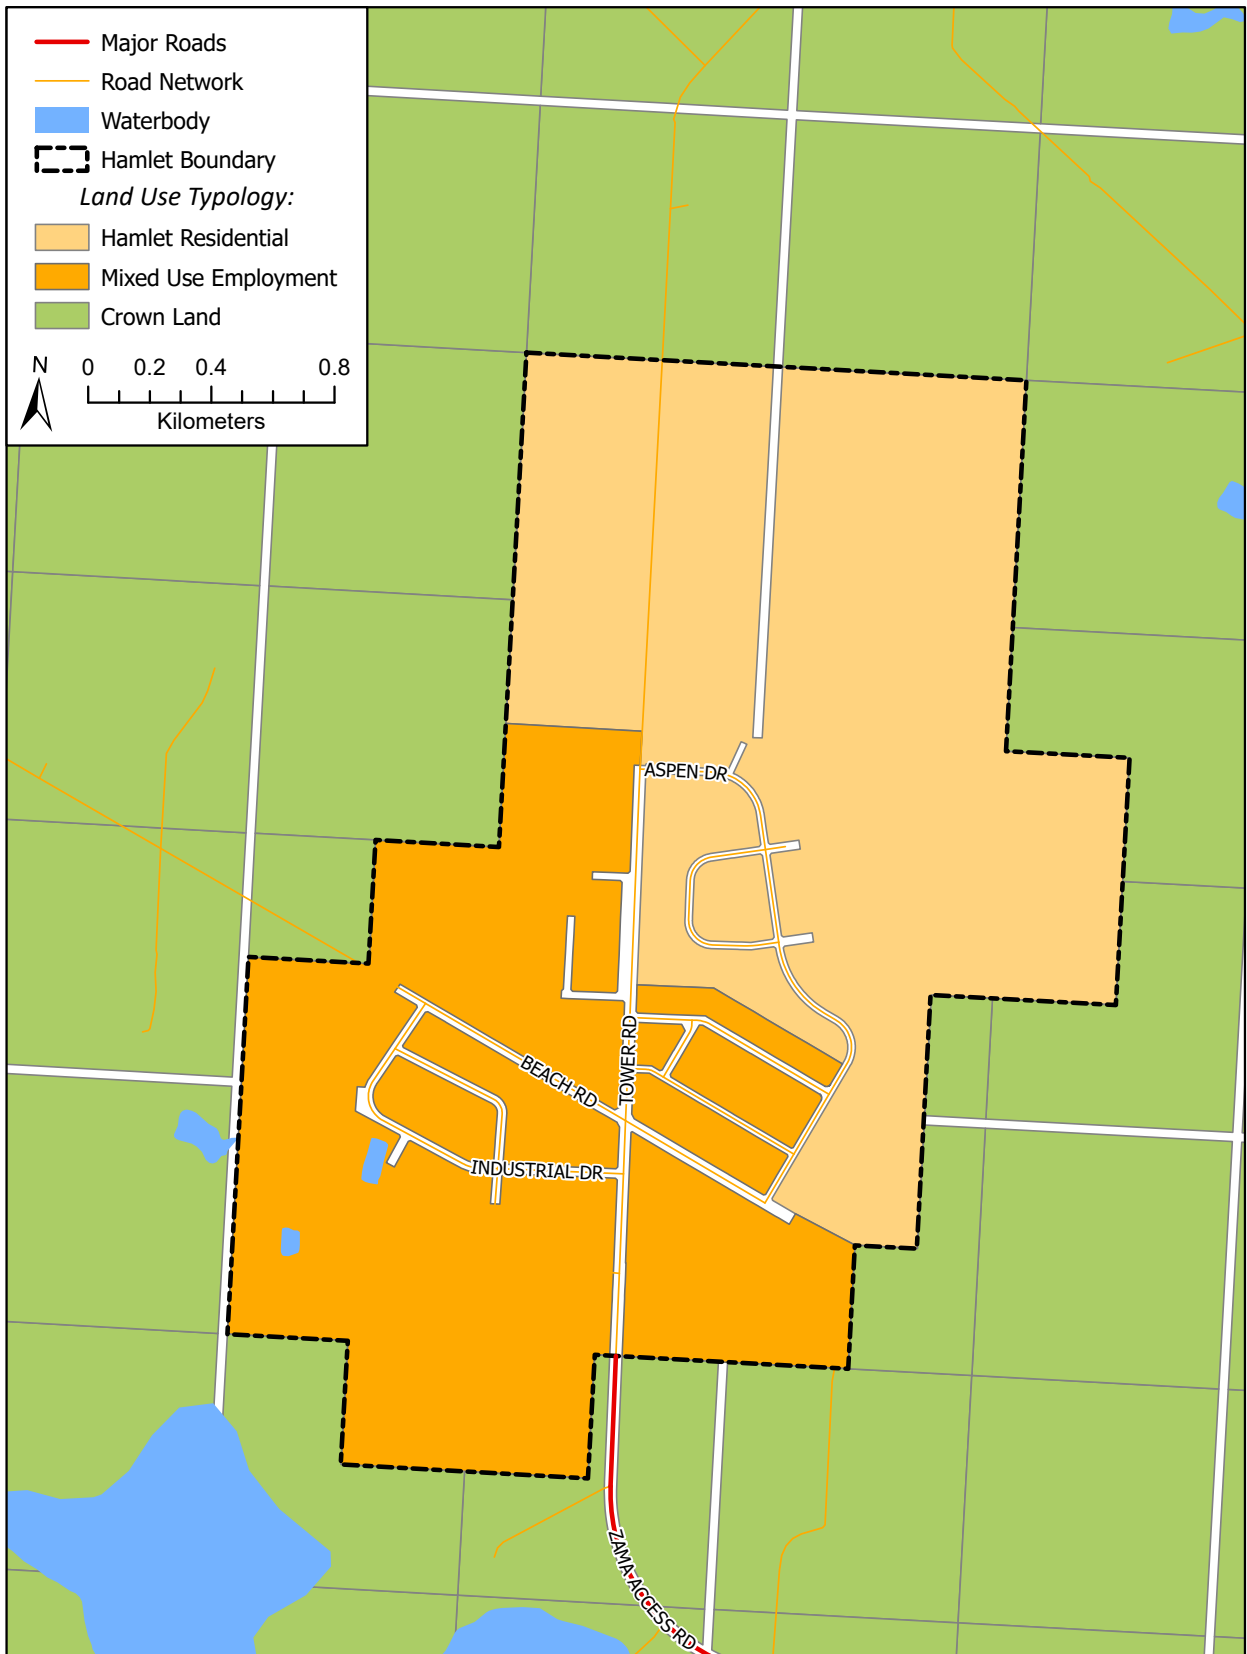 Major Roads
Road Network
Waterbody
Hamlet Boundary
Land Use Typology:
Hamlet Residential
Mixed Use Employment
Crown Land
N
0 0.2 0.4 0.8
Kilometers
ASPEN DR
TOWER RD
BEACH RD
INDUSTRIAL DR
ZAMA ACCESS RD